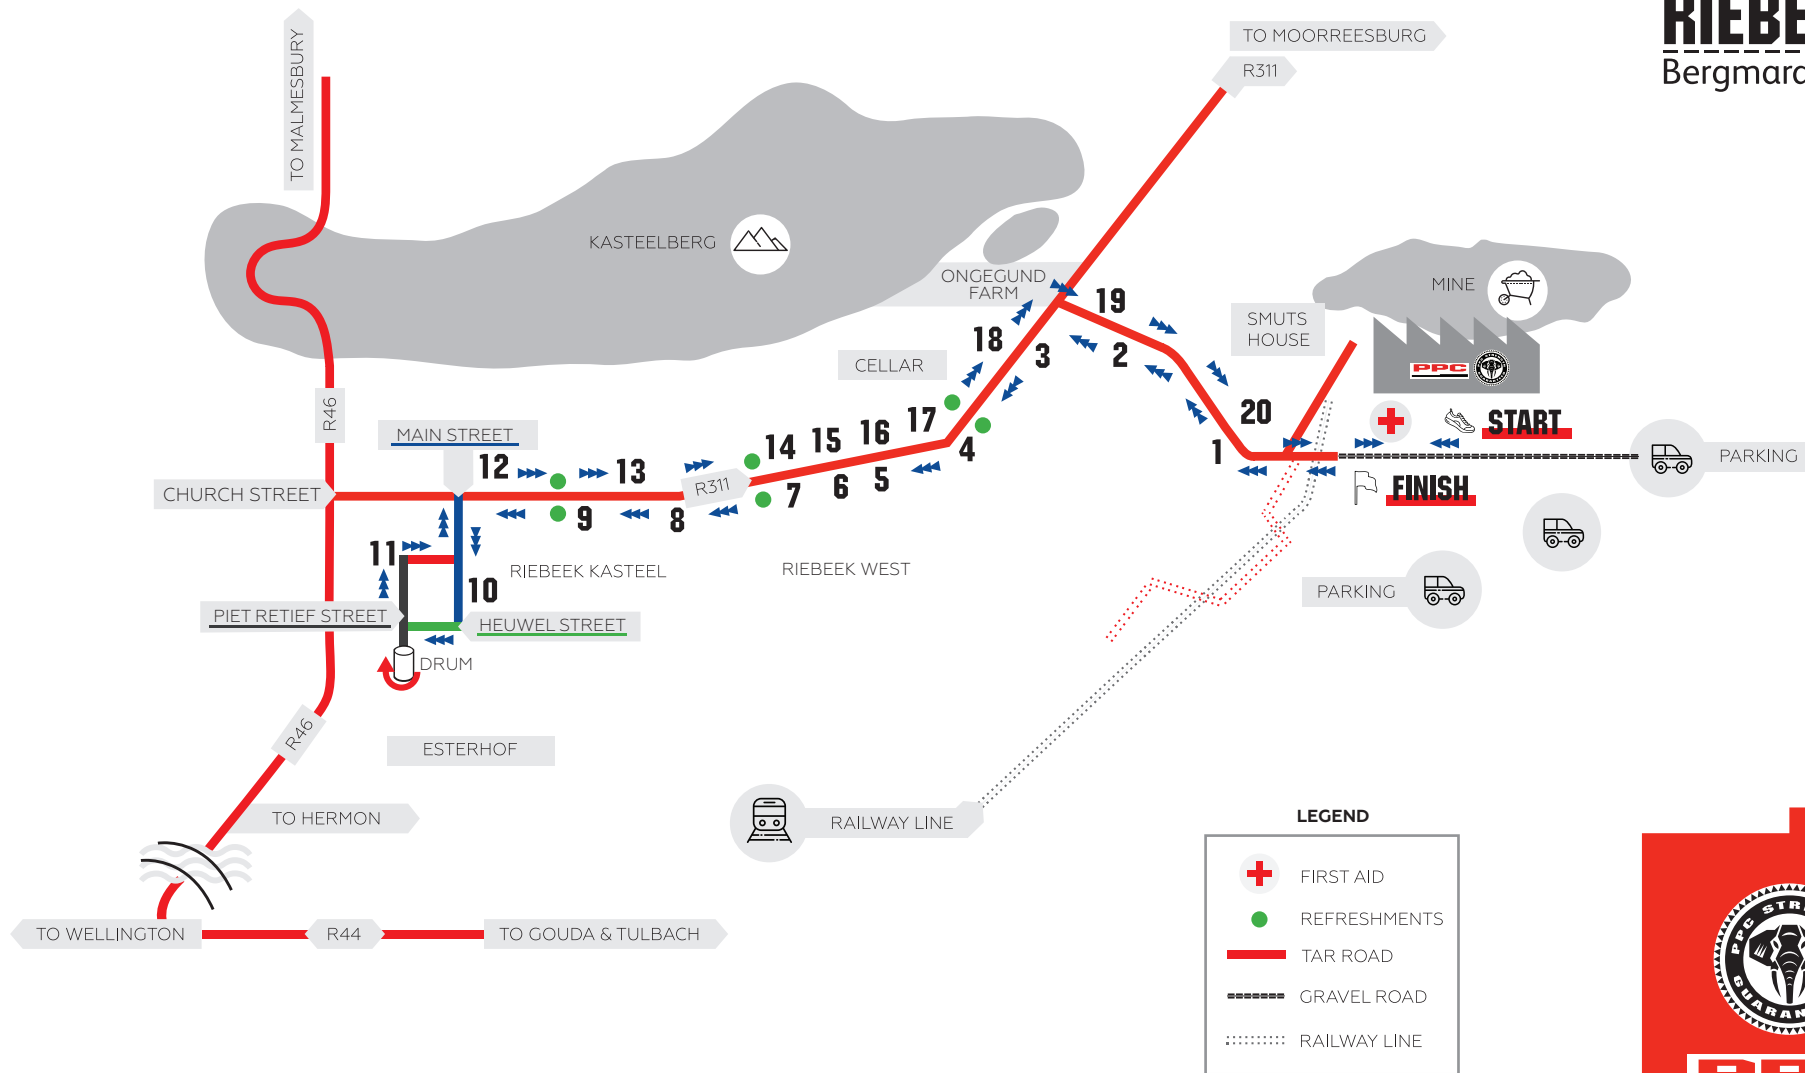 RIEBE
Bergmarc
TO MOORREESBURG
R311
TO MALMESBURY
KASTEELBERG
ONGEGUND
FARM
19
MINE
SMUTS
HOUSE
18
3
2
CELLAR
PPC
R46
17
20
START
MAIN STREET
16
15
14
4
1
PARKING
12
13
5
6
7
R311
CHURCH STREET
FINISH
9
8
11
RIEBEEK KASTEEL
RIEBEEK WEST
10
PARKING
PIET RETIEF STREET
HEUWEL STREET
DRUM
R46
ESTERHOF
TO HERMON
RAILWAY LINE
LEGEND
FIRST AID
REFRESHMENTS
TAR ROAD
GRAVEL ROAD
RAILWAY LINE
TO WELLINGTON
R44
TO GOUDA & TULBACH
PPC STR
GUARAN